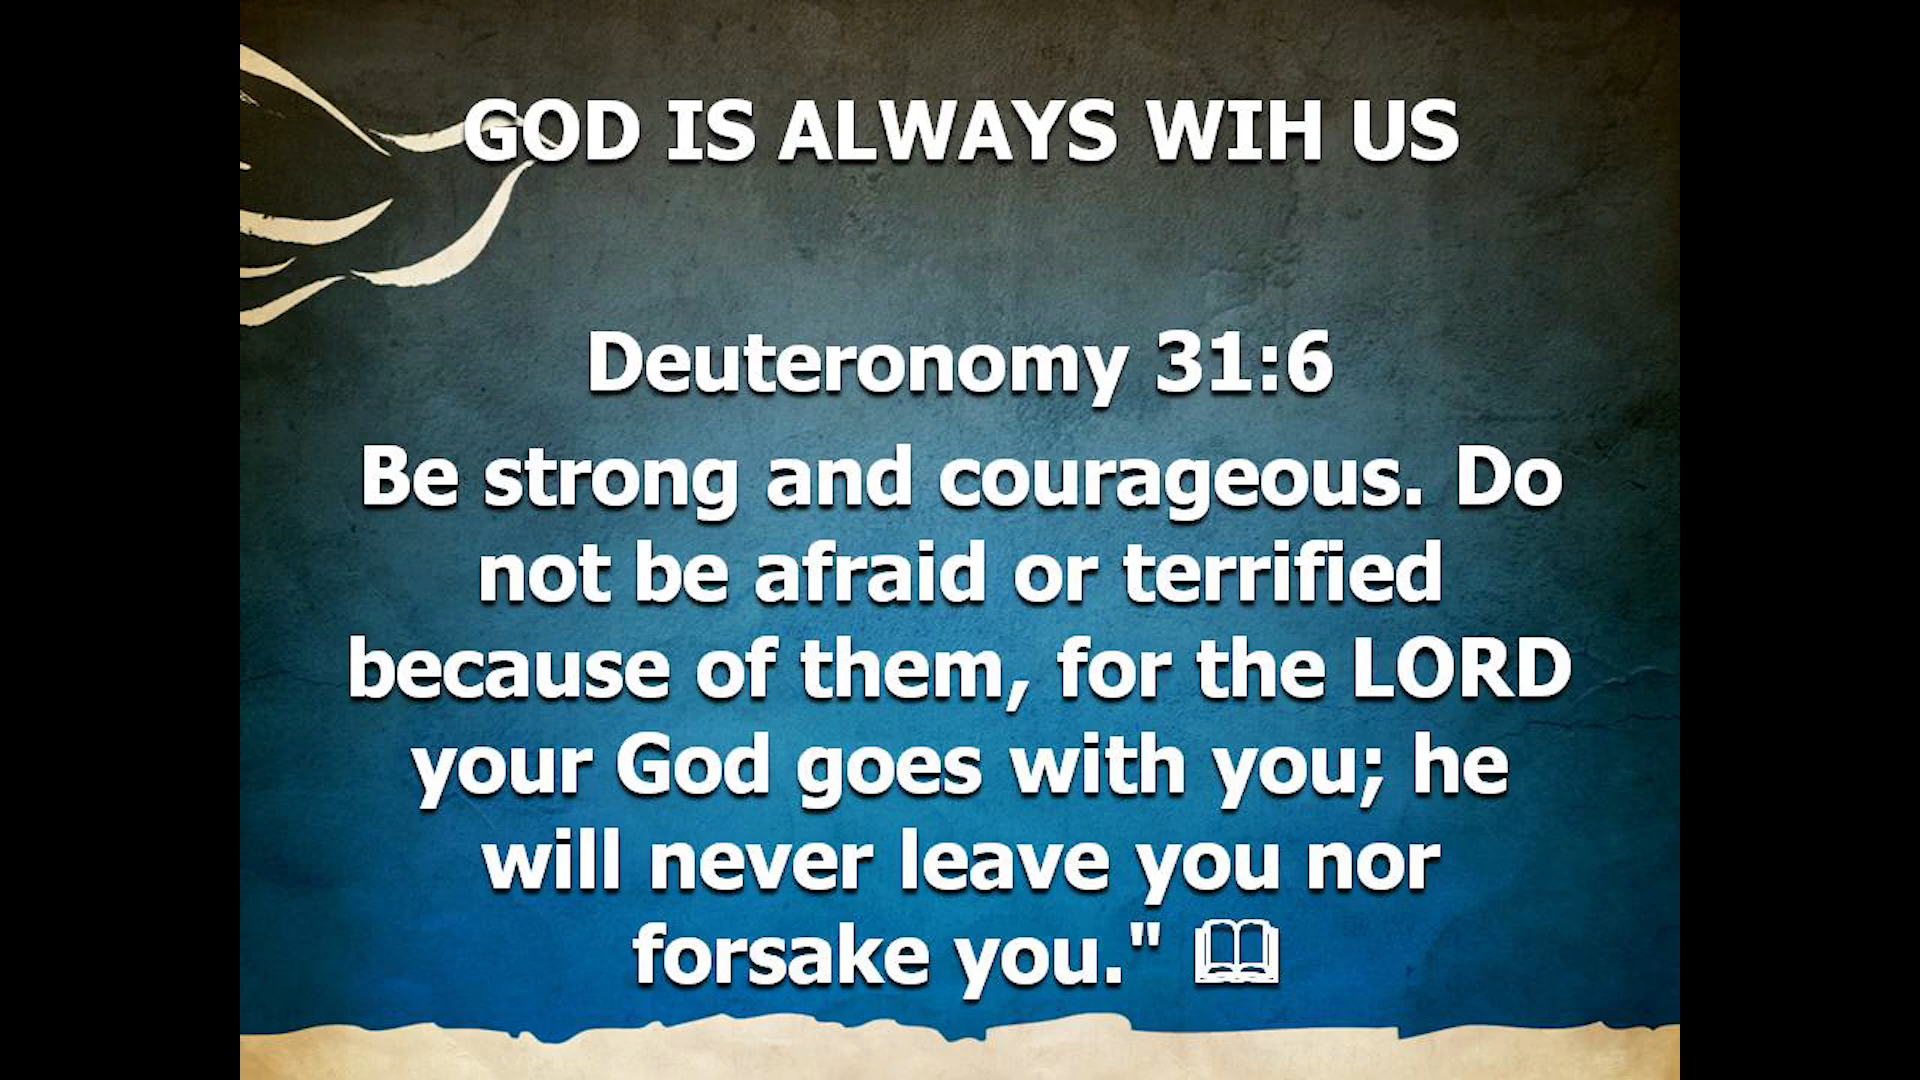 GOD IS ALWAYS WIH US
Deuteronomy 31:6
Be strong and courageous. Do
not be afraid or terrified
because of them, for the LORD
your God goes with you; he
will never leave you nor
forsake you."